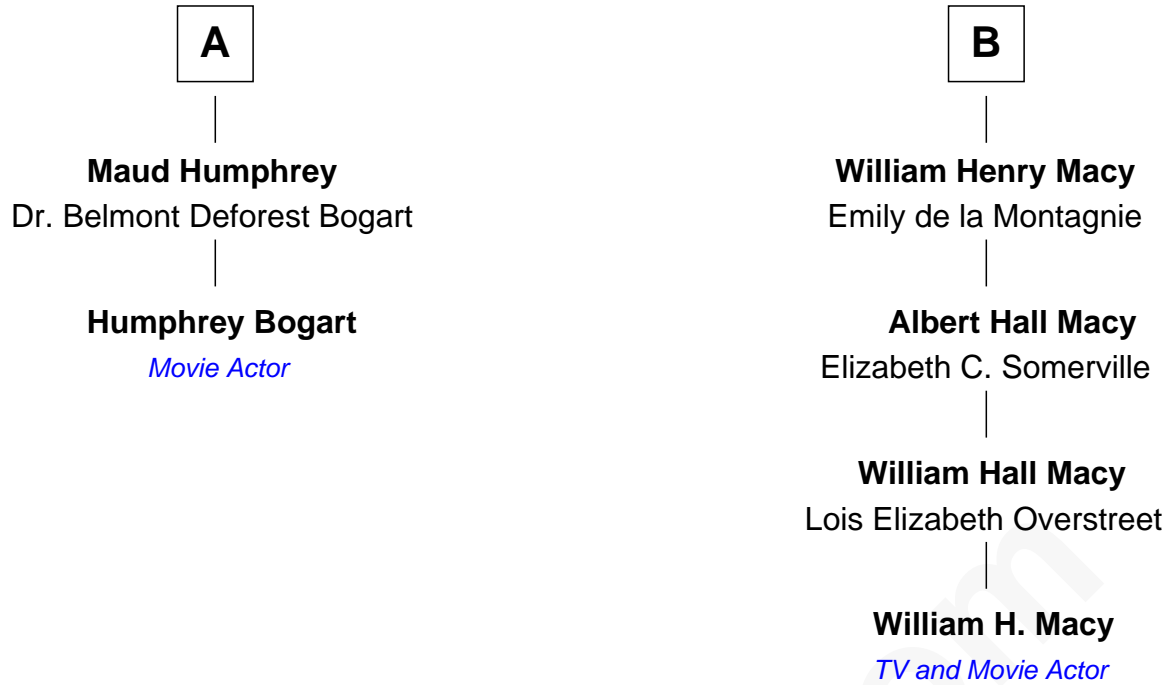 A
Maud Humphrey
Dr. Belmont Deforest Bogart
Humphrey Bogart
Movie Actor
B
William Henry Macy
Emily de la Montagnie
Albert Hall Macy
Elizabeth C. Somerville
William Hall Macy
Lois Elizabeth Overstreet
William H. Macy
TV and Movie Actor